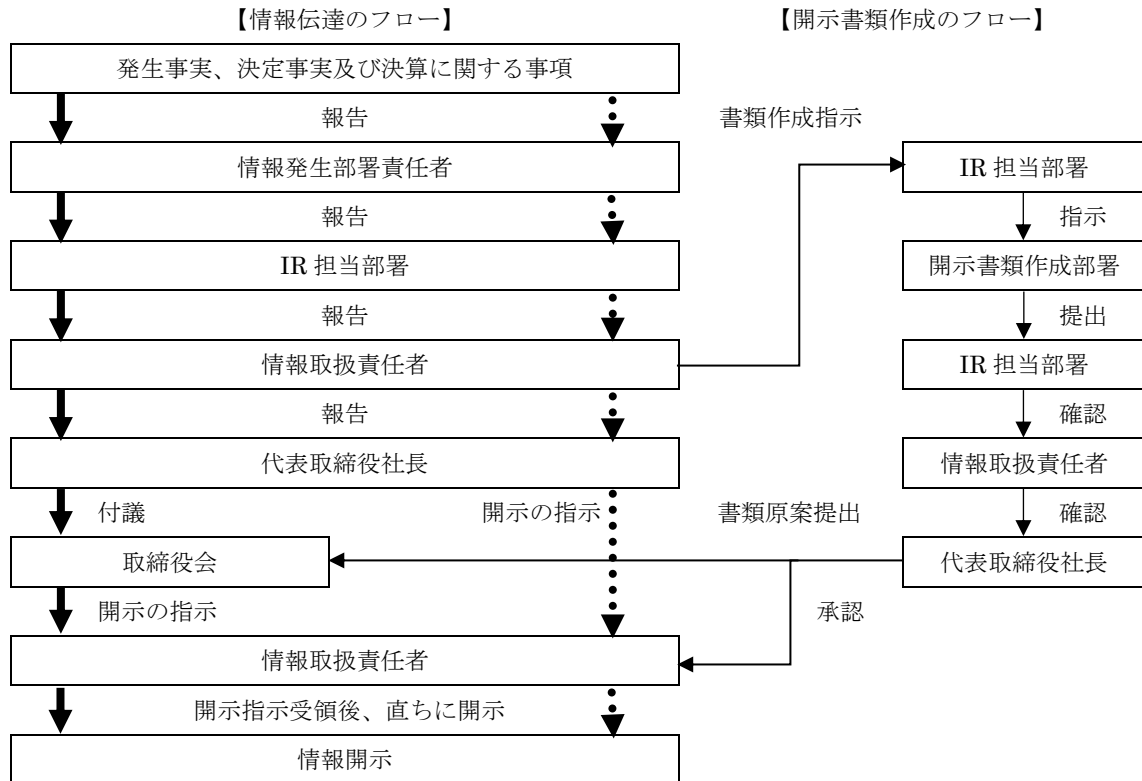 【情報伝達のフロー】
【開示書類作成のフロー】
発生事実、決定事実及び決算に関する事項
報告
書類作成指示
情報発生部署責任者
IR 担当部署
報告
指示
IR 担当部署
開示書類作成部署
報告
提出
情報取扱責任者
IR 担当部署
報告
確認
代表取締役社長
情報取扱責任者
付議
開示の指示
書類原案提出
確認
取締役会
代表取締役社長
開示の指示
承認
情報取扱責任者
開示指示受領後、直ちに開示
情報開示